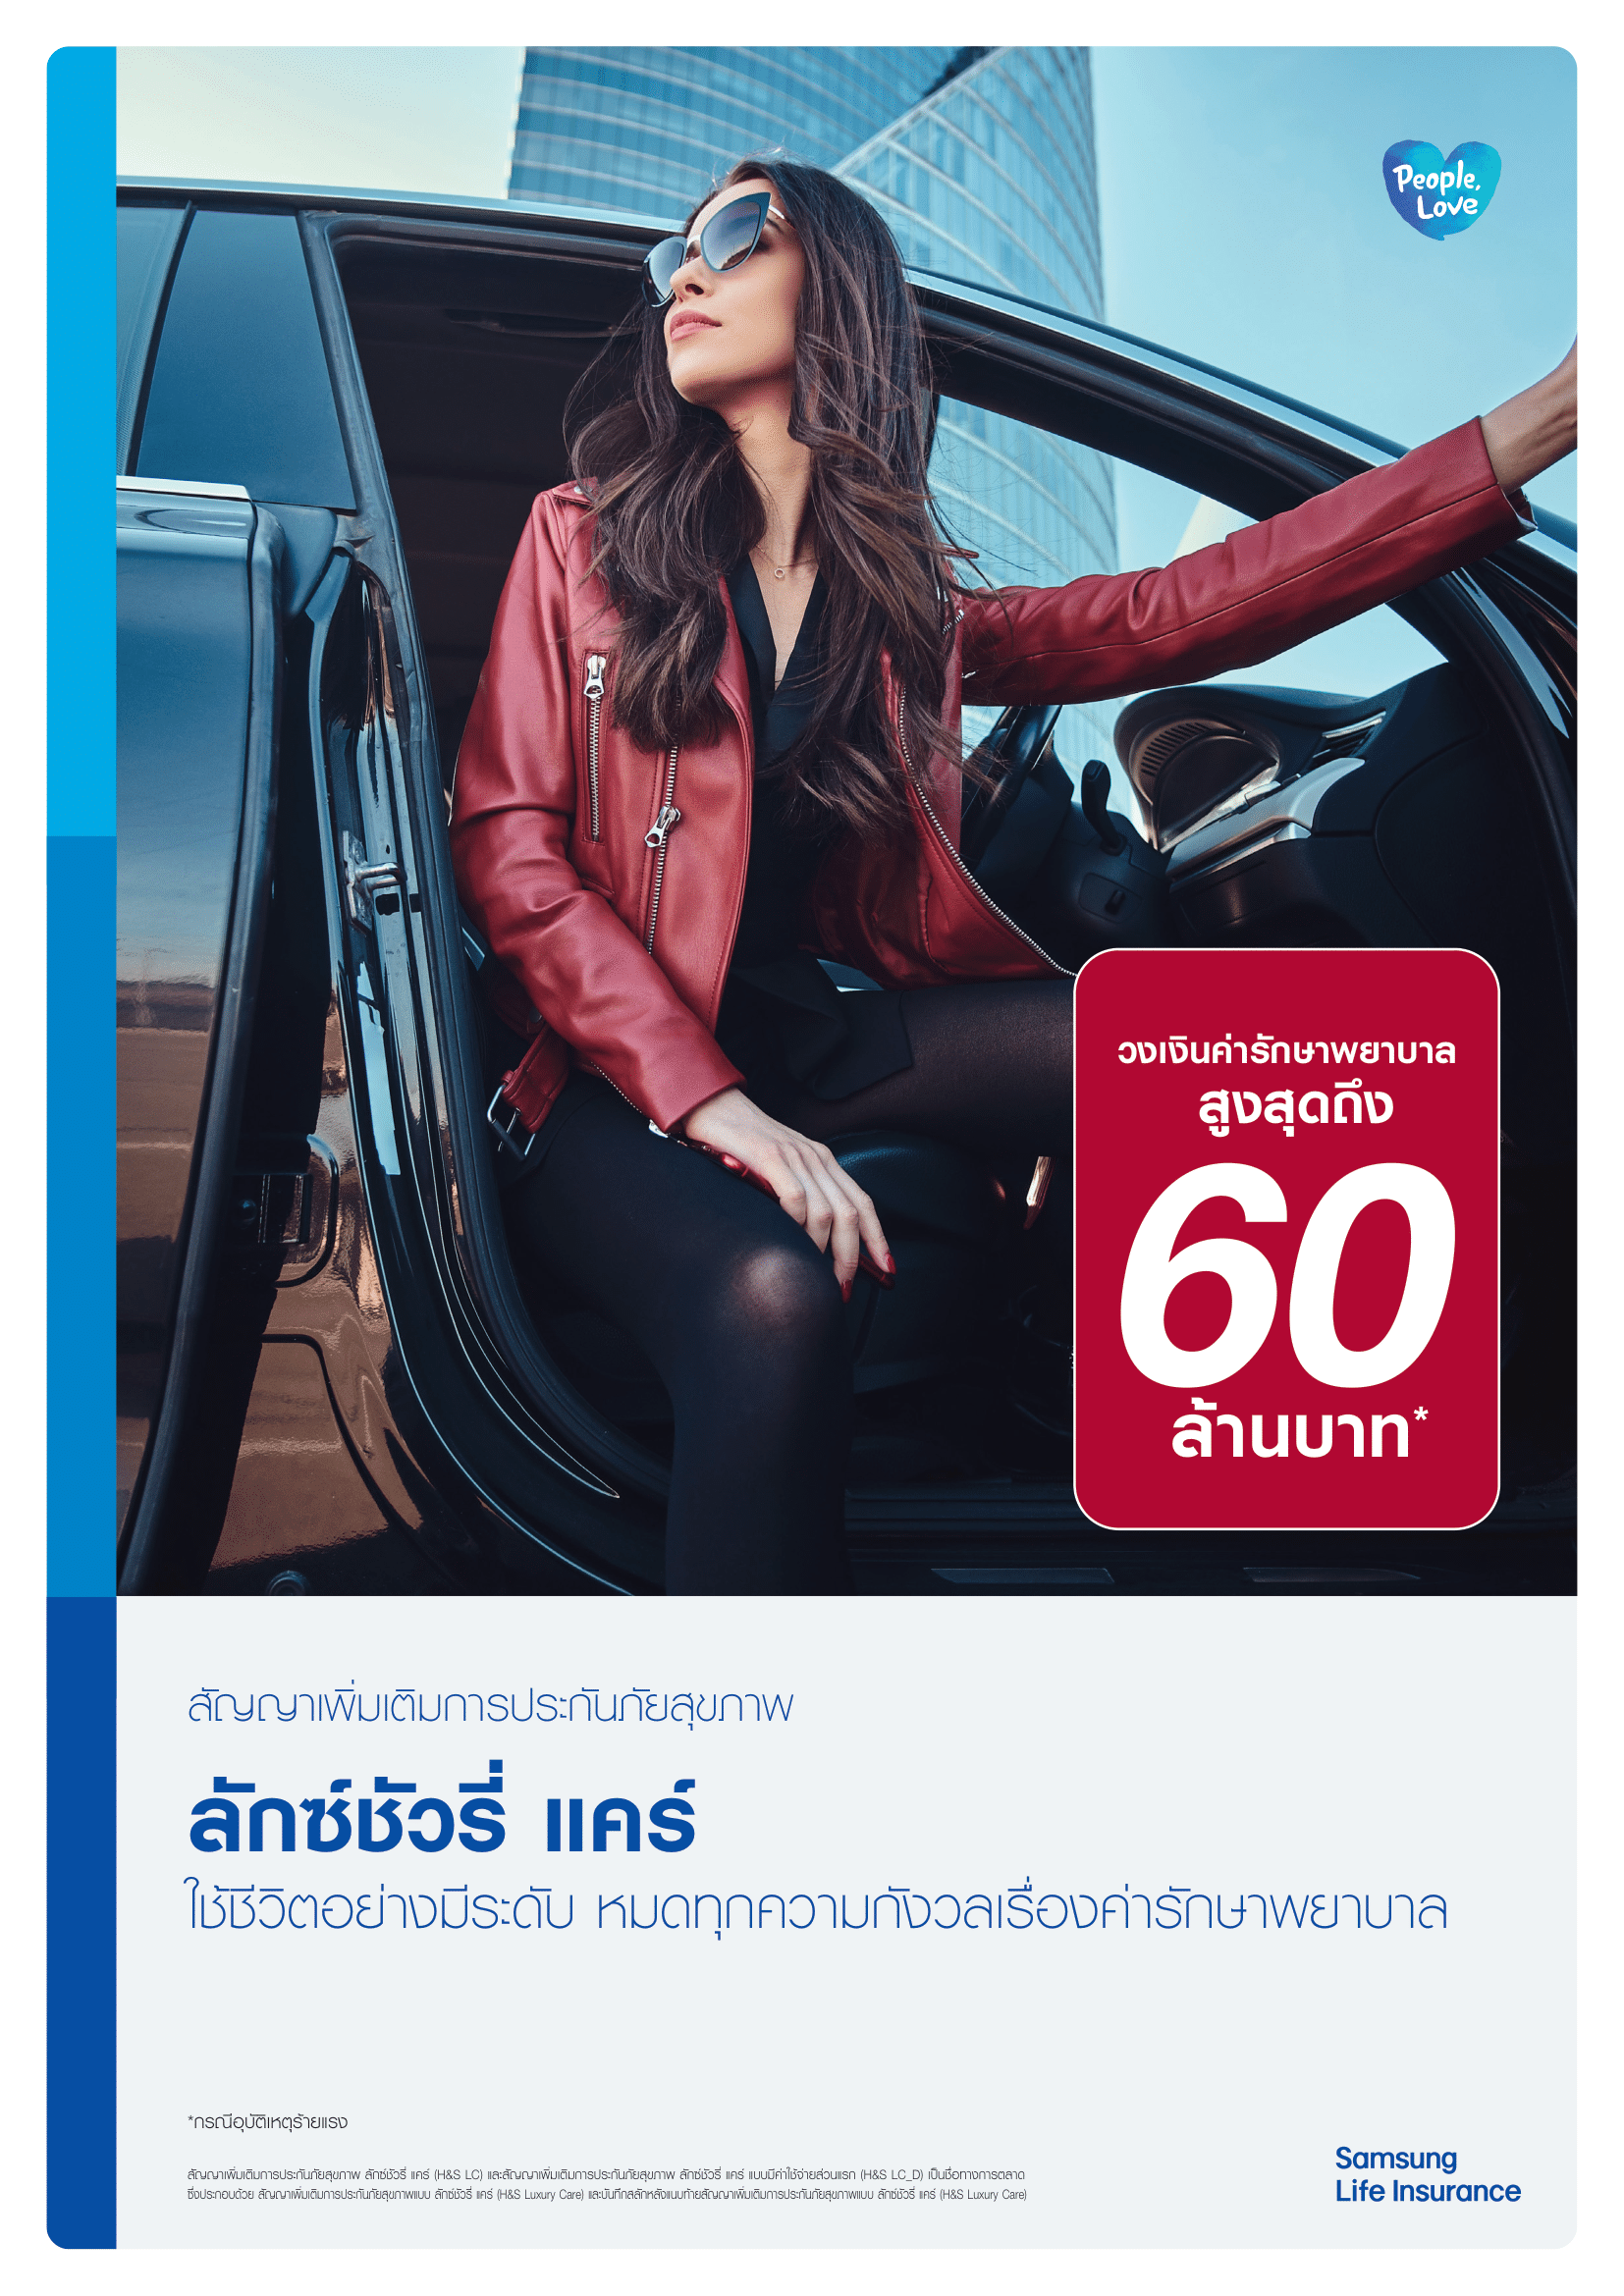 People,
Love
วงเงินค่ารักษาพยาบาล
สูงสุดถึง
60
ล้านบาท*
สัญญาเพิ่มเติมการประกันภัยสุขภาพ
ลักซ์ชัวรี่ แคร์
ใช้ชีวิตอย่างมีระดับ หมดทุกความกังวลเรื่องค่ารักษาพยาบาล
*กรณีอุบัติเหตุร้ายแรง
สัญญาเพิ่มเติมการประกันภัยสุขภาพ ลักซ์ชัวรี่ แคร์ (H&S LC) และสัญญาเพิ่มเติมการประกันภัยสุขภาพ ลักซ์ชัวรี่ แคร์ แบบมีค่าใช้จ่ายส่วนแรก (H&S LC_D) เป็นชื่อทางการตลาด
ซึ่งประกอบด้วย สัญญาเพิ่มเติมการประกันภัยสุขภาพแบบ ลักซ์ชัวรี่ แคร์ (H&S Luxury Care) และบันทึกสลักหลังแนบท้ายสัญญาเพิ่มเติมการประกันภัยสุขภาพแบบ ลักซ์ชัวรี่ แคร์ (H&S Luxury Care)
Samsung
Life Insurance